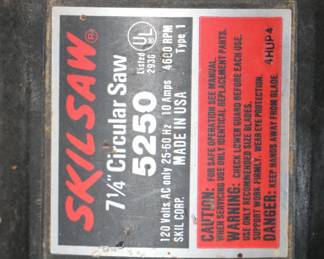 SKILSAW®
7 1/4" Circular Saw
5250
UL®
Listed
293G
120 Volts, AC only 25-60 Hz 10 Amps 4600 RPM
SKIL CORP. MADE IN USA Type 1
CAUTION: FOR SAFE OPERATION SEE MANUAL.
WHEN SERVICING USE ONLY IDENTICAL REPLACEMENT PARTS.
WARNING: CHECK LOWER GUARD BEFORE EACH USE.
USE ONLY RECOMMENDED SIZE BLADES.
SUPPORT WORK FIRMLY. WEAR EYE PROTECTION.
DANGER: KEEP HANDS AWAY FROM BLADE. 4HUP4